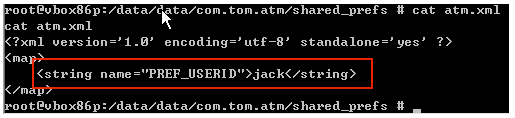 root@vbox86p:/data/data/com.tom.atm/shared_prefs # cat atm.xml
cat atm.xml
<?xml version='1.0' encoding='utf-8' standalone='yes' ?>
<map>
    <string name="PREF_USERID">jack</string>
</map>
root@vbox86p:/data/data/com.tom.atm/shared_prefs #